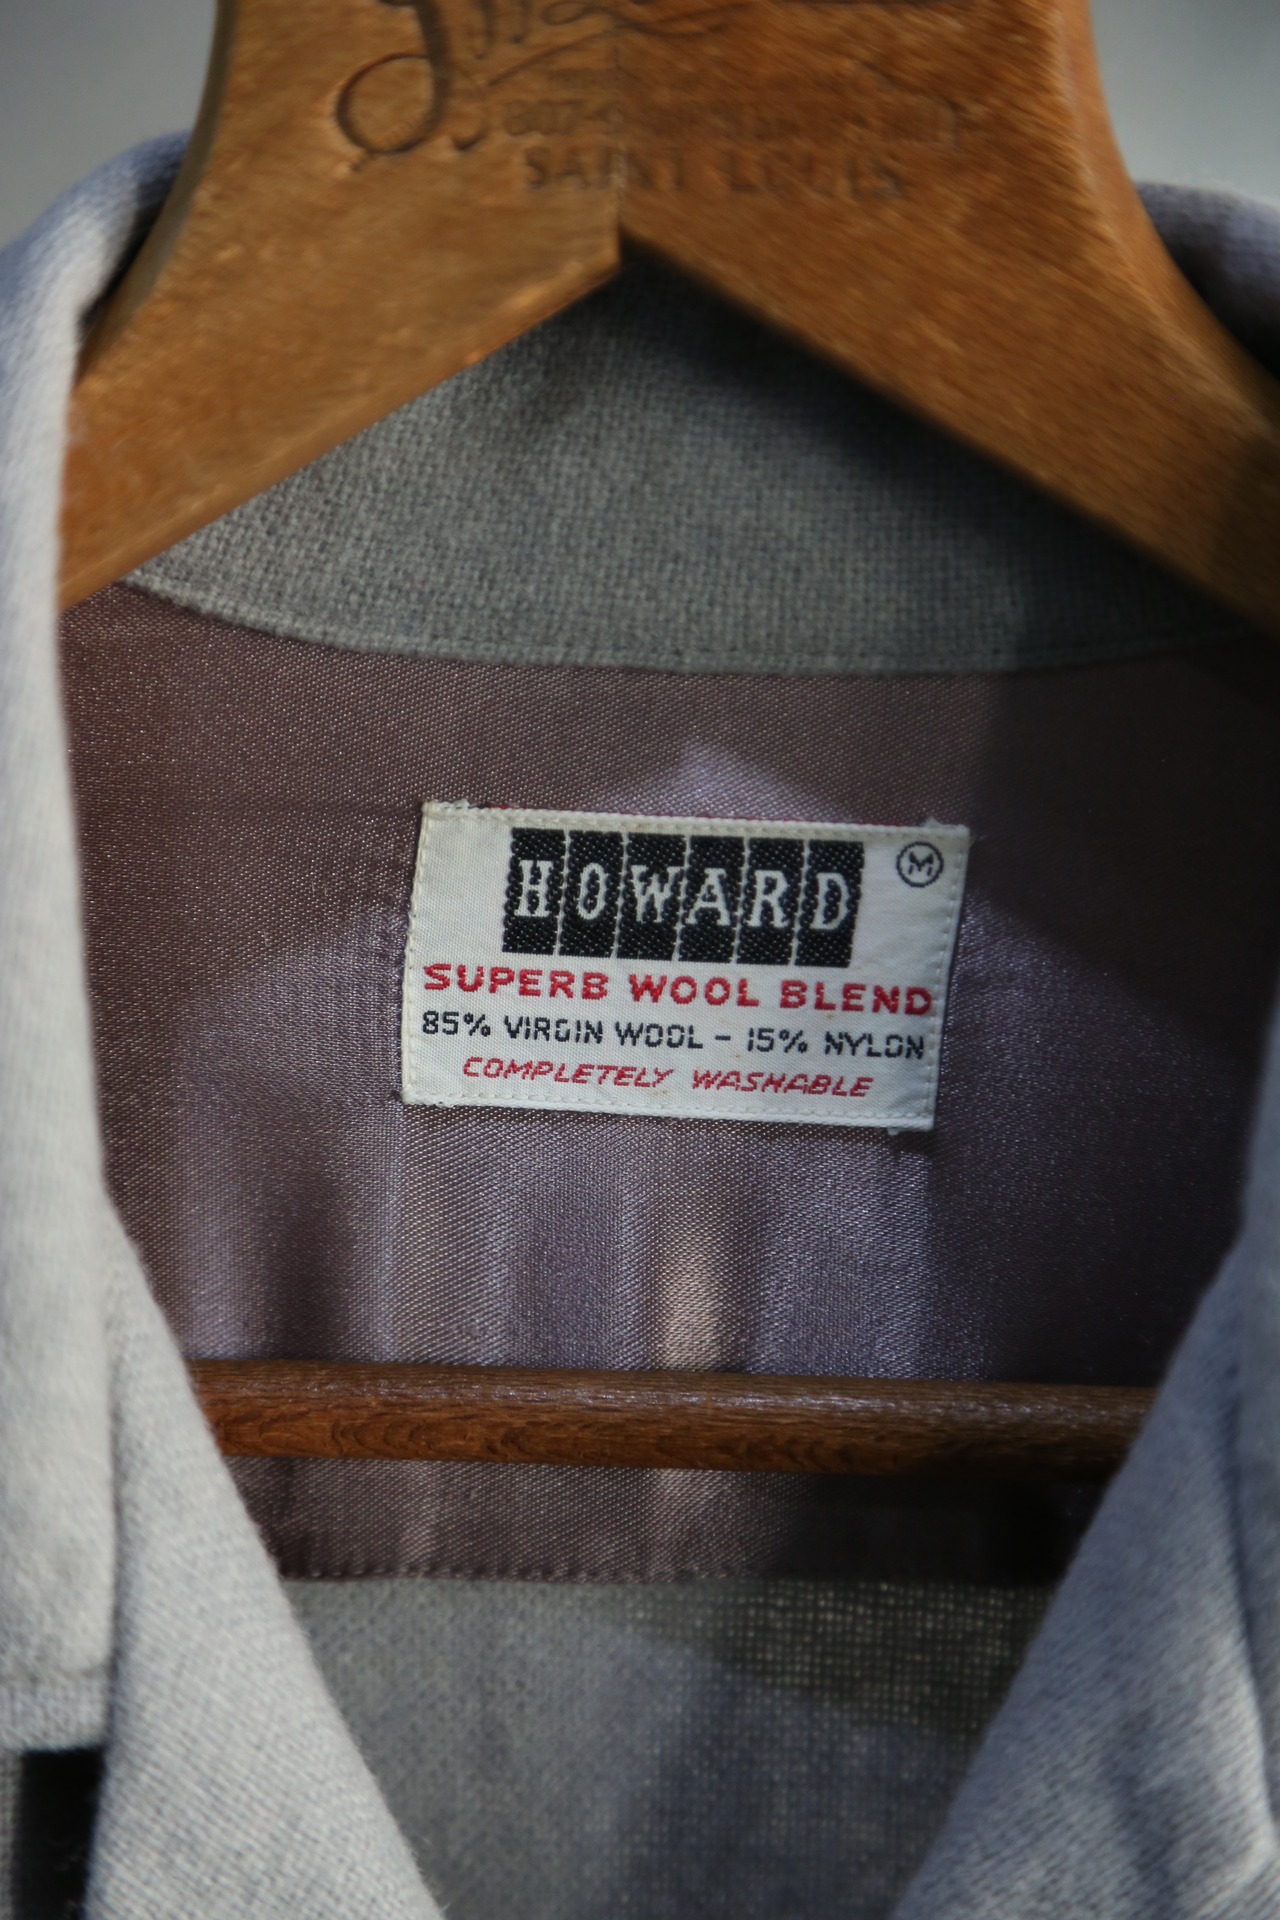 SAINT LOUIS
HOWARD
M
SUPERB WOOL BLEND
85% VIRGIN WOOL - 15% NYLON
COMPLETELY WASHABLE